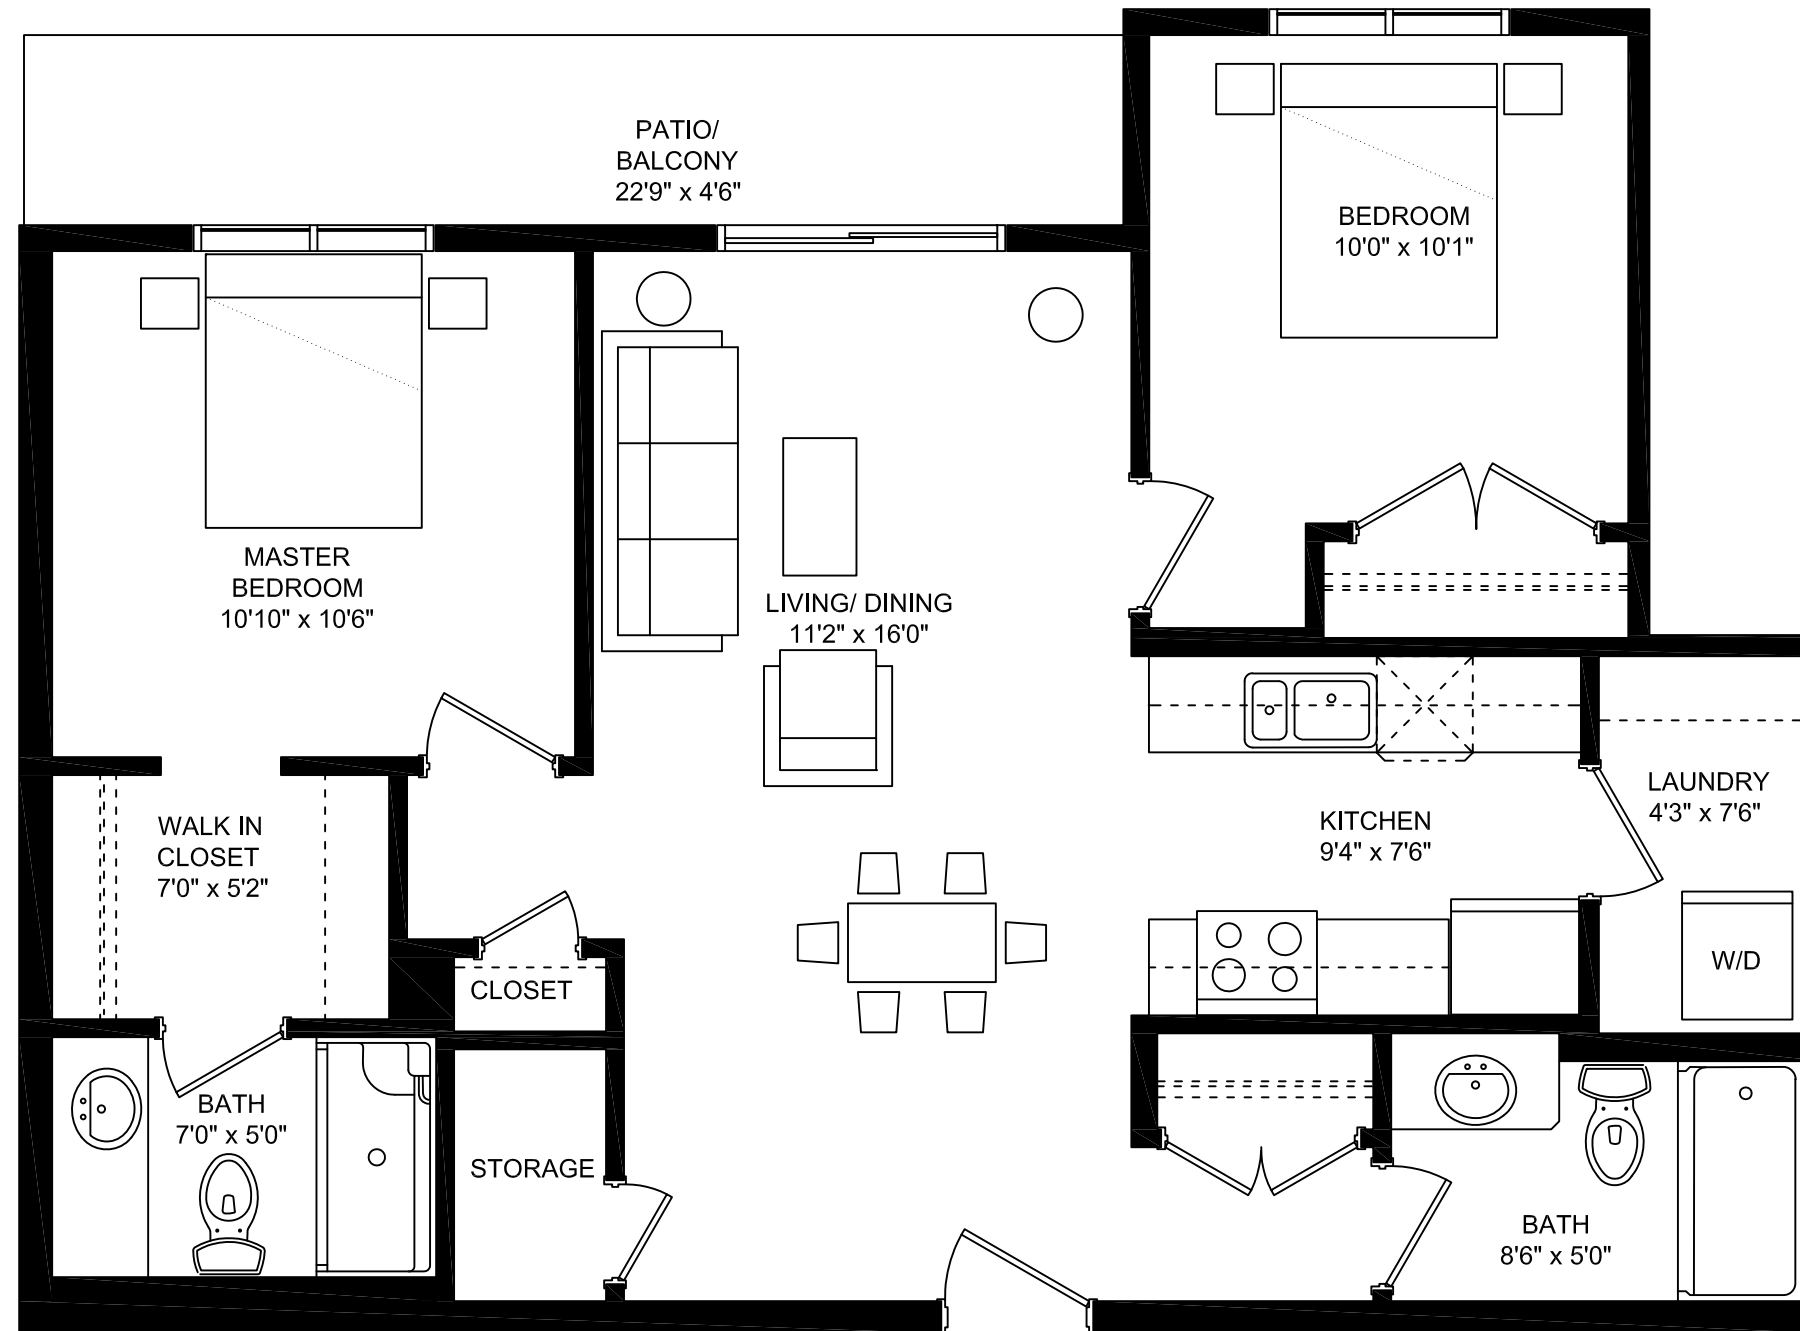 PATIO/
BALCONY
22'9" x 4'6"
BEDROOM
10'0" x 10'1"
MASTER
BEDROOM
10'10" x 10'6"
LIVING/ DINING
11'2" x 16'0"
WALK IN
CLOSET
7'0" x 5'2"
KITCHEN
9'4" x 7'6"
LAUNDRY
4'3" x 7'6"
W/D
CLOSET
BATH
7'0" x 5'0"
STORAGE
BATH
8'6" x 5'0"